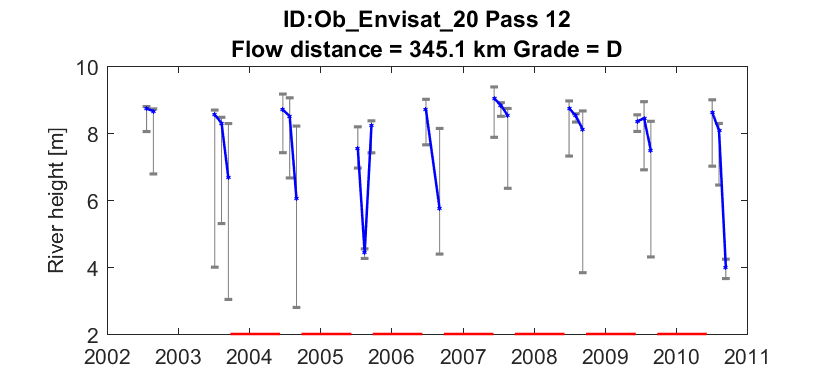 ID:Ob_Envisat_20 Pass 12
Flow distance = 345.1 km Grade = D
River height [m]
10
8
6
4
2
2002 2003 2004 2005 2006 2007 2008 2009 2010 2011